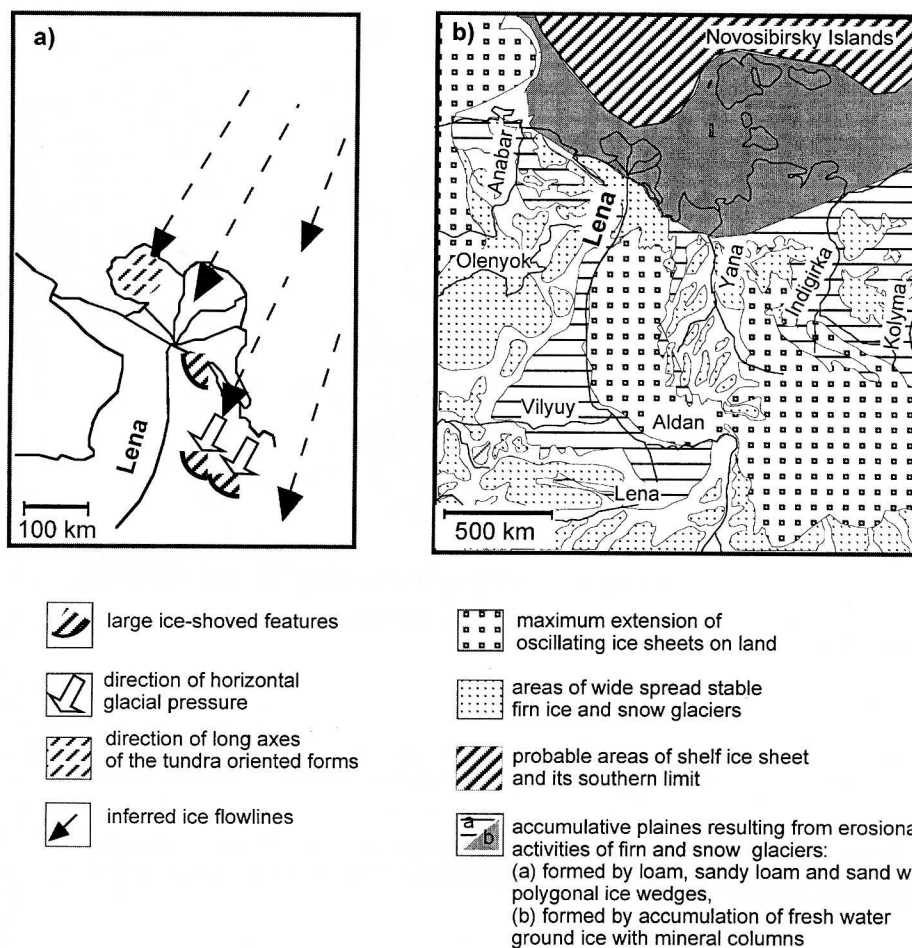 a)
Lena
100 km
b)
Novosibirsky Islands
Anabar
Lena
Olenyok
Yana
Indigirka
Kolyma
Vilyuy
Aldan
Lena
500 km
large ice-shoved features
direction of horizontal
glacial pressure
direction of long axes
of the tundra oriented forms
inferred ice flowlines
maximum extension of
oscillating ice sheets on land
areas of wide spread stable
firn ice and snow glaciers
probable areas of shelf ice sheet
and its southern limit
a
b
accumulative plaines resulting from erosiona
activities of firn and snow glaciers:
(a) formed by loam, sandy loam and sand w
polygonal ice wedges,
(b) formed by accumulation of fresh water
ground ice with mineral columns